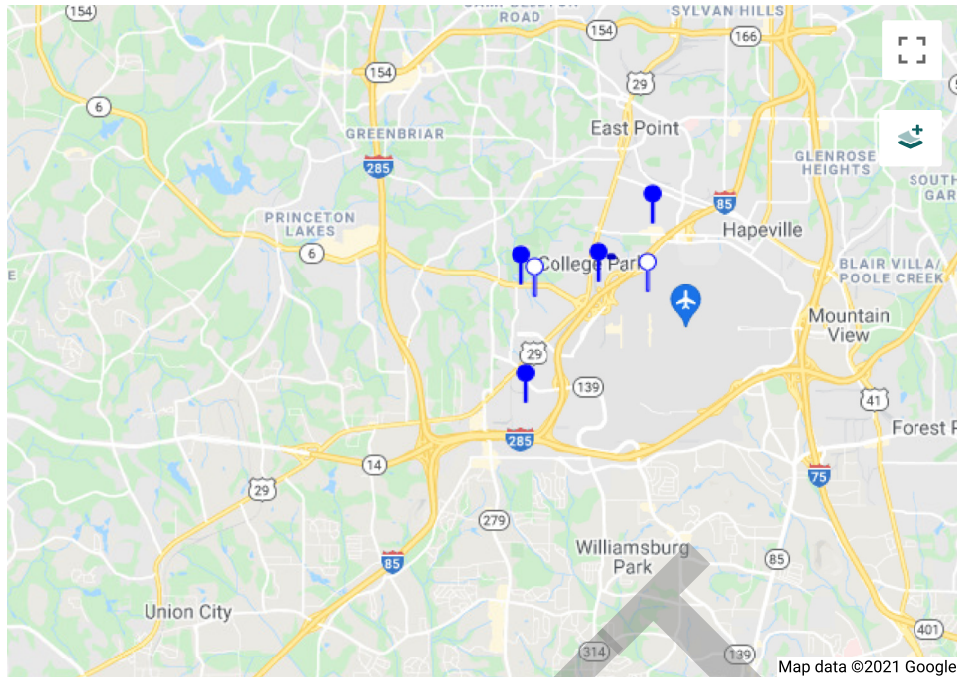 154
ROAD
SYLVAN HILLS
154
166
154
29
6
East Point
GREENBRIAR
285
GLENROSE
HEIGHTS
SOUTH
GAR
85
PRINCETON
LAKES
Hapeville
6
College Park
BLAIR VILLA/
POOLE CREEK
E
Mountain
View
29
139
41
Forest P
285
14
75
29
279
Williamsburg
Park
85
85
Union City
401
314
139
Map data ©2021 Google